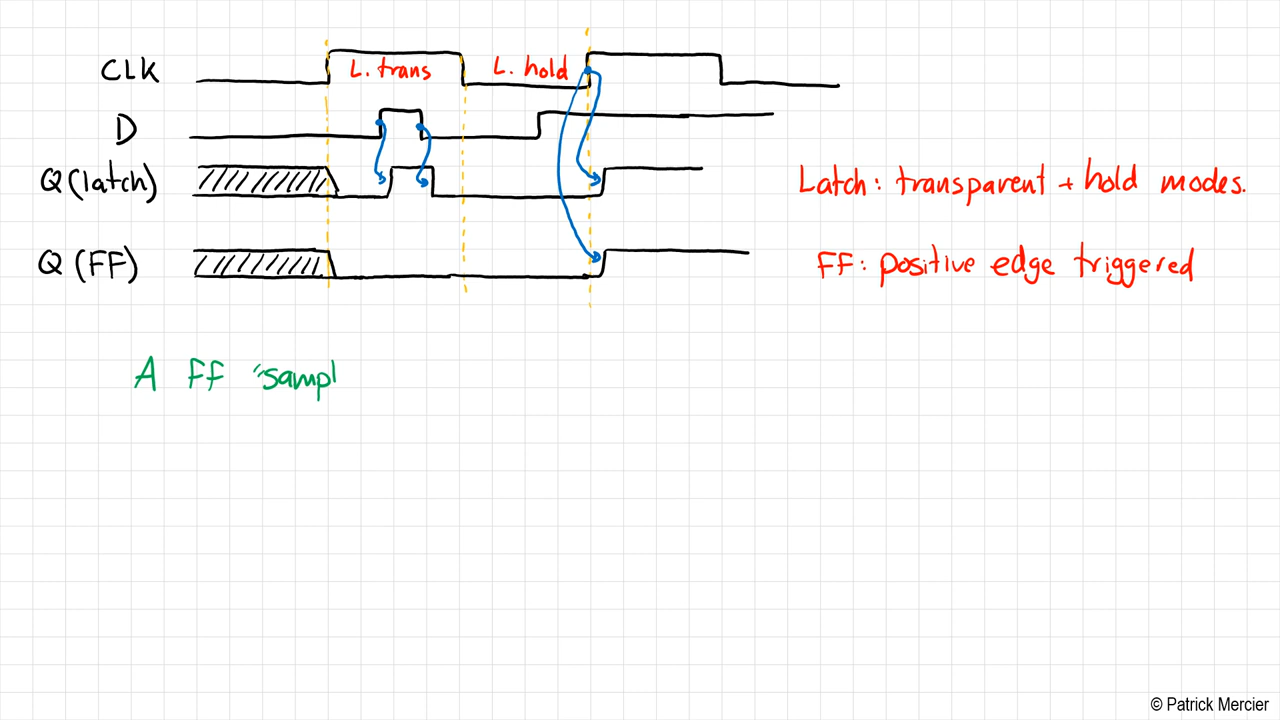 CLK L. trans L. hold
D
Q (latch)
Latch: transparent + hold modes.
Q (FF)
FF: positive edge triggered
A FF "sampl
© Patrick Mercier